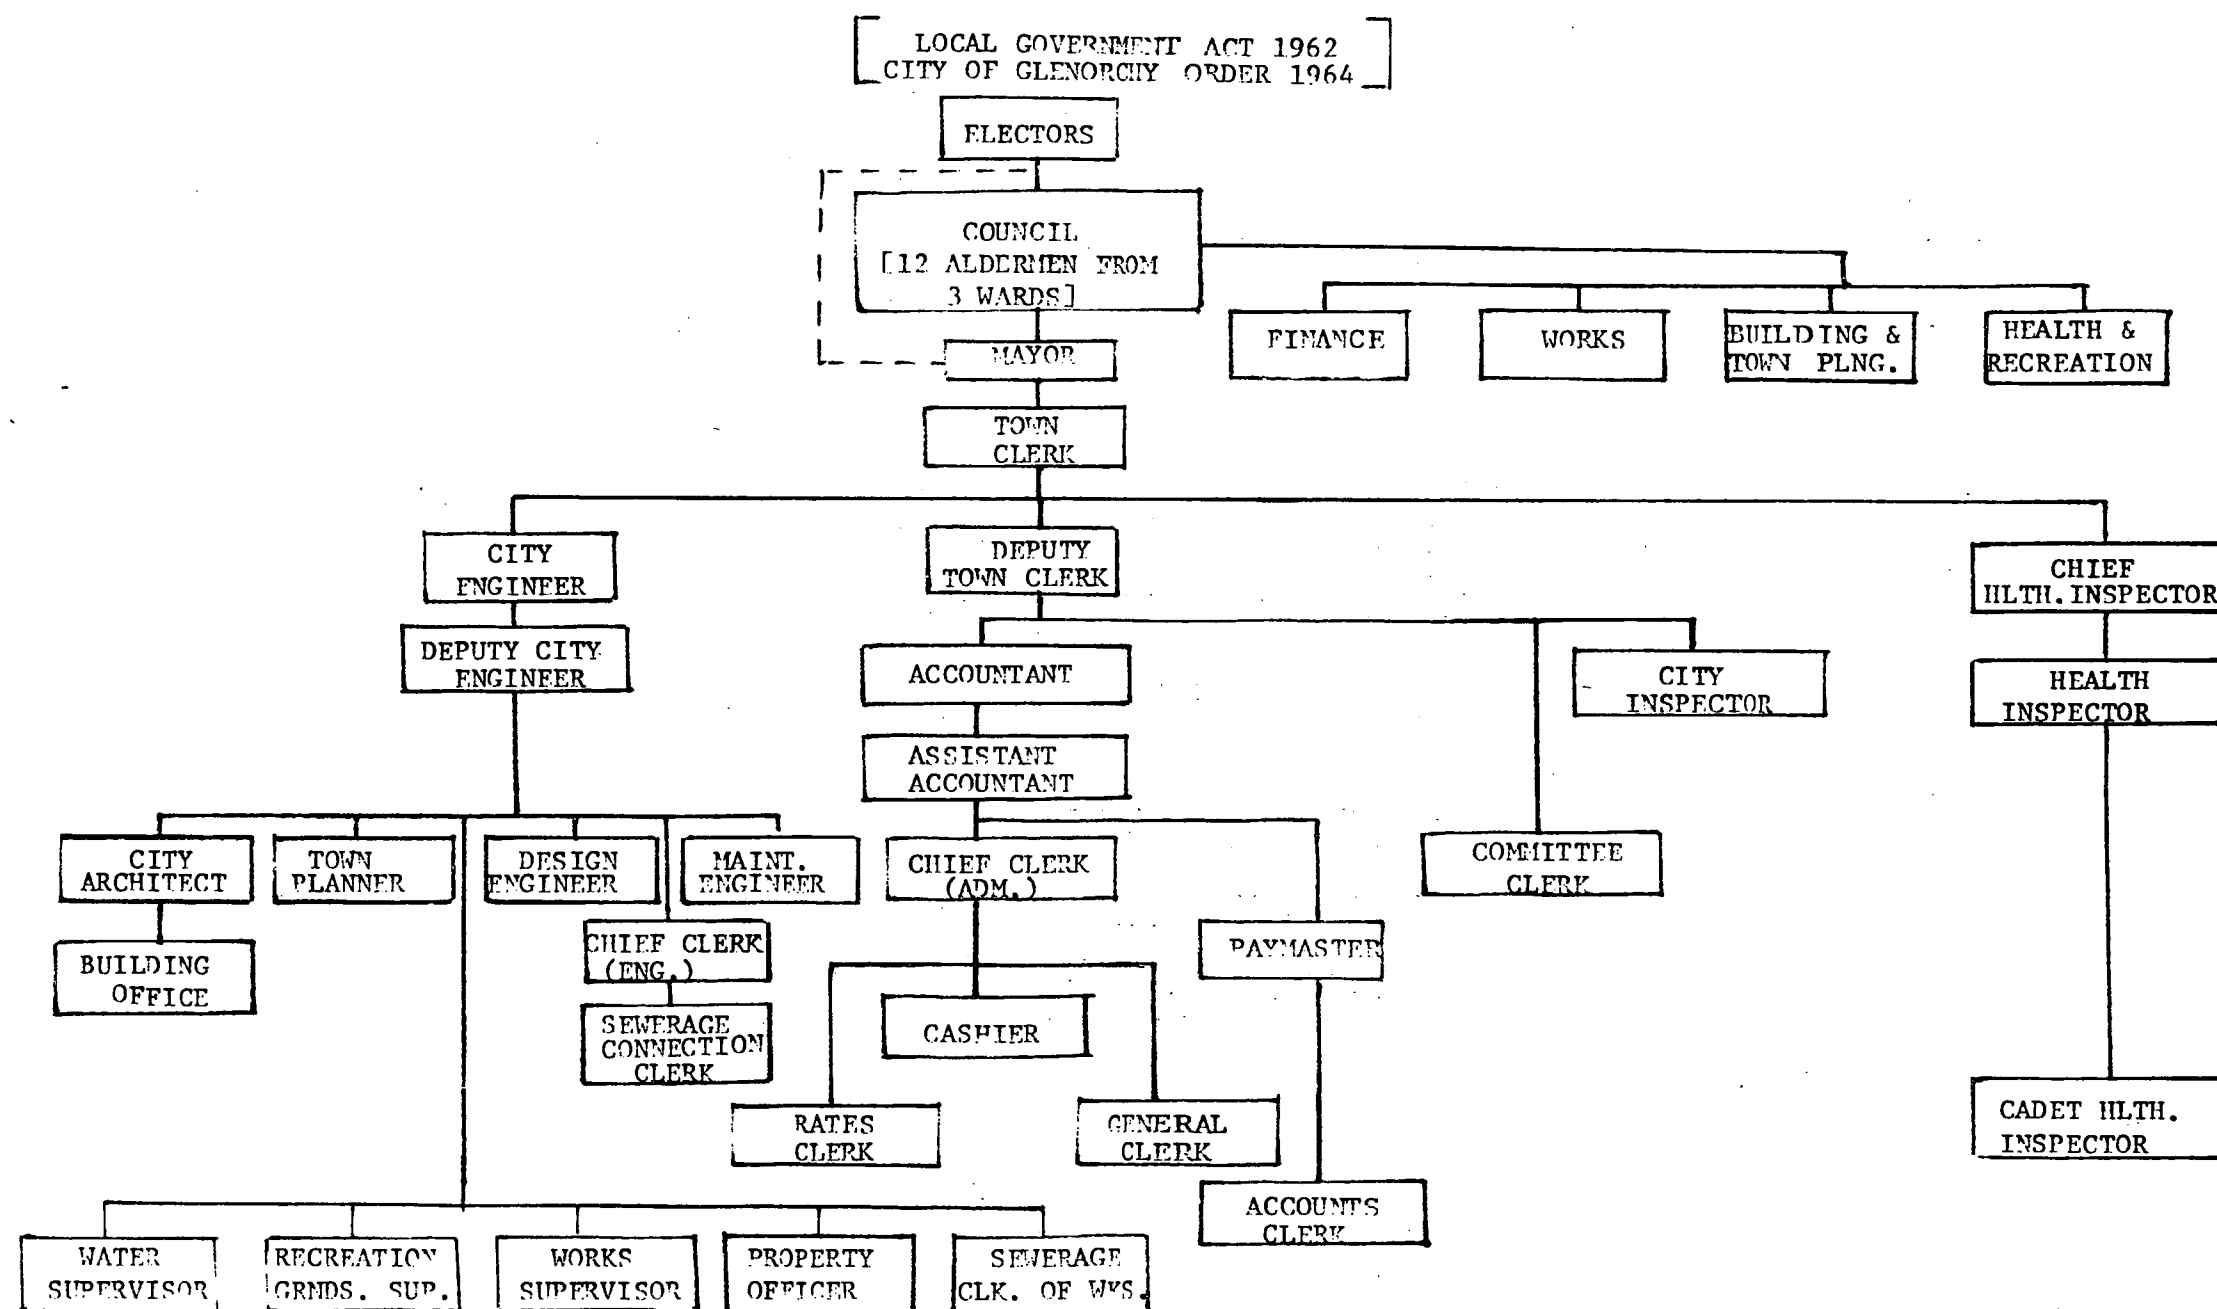 LOCAL GOVERNMENT ACT 1962
CITY OF GLENORCHY ORDER 1964
ELECTORS
COUNCIL
[12 ALDERMEN FROM
3 WARDS]
MAYOR
FINANCE
WORKS
BUILDING &
TOWN PLNG.
HEALTH &
RECREATION
TOWN
CLERK
CITY
ENGINEER
DEPUTY
TOWN CLERK
CHIEF
HLTH. INSPECTOR
DEPUTY CITY
ENGINEER
ACCOUNTANT
CITY
INSPECTOR
HEALTH
INSPECTOR
ASSISTANT
ACCOUNTANT
CITY
ARCHITECT
TOWN
PLANNER
DESIGN
ENGINEER
MAINT.
ENGINEER
CHIEF CLERK
(ADM.)
COMMITTEE
CLERK
BUILDING
OFFICE
CHIEF CLERK
(ENG.)
PAYMASTER
SEWERAGE
CONNECTION
CLERK
CASHIER
RATES
CLERK
GENERAL
CLERK
CADET HLTH.
INSPECTOR
ACCOUNTS
CLERK
WATER
SUPERVISOR
RECREATION
GRNDS. SUP.
WORKS
SUPERVISOR
PROPERTY
OFFICER
SEWERAGE
CLK. OF WKS.